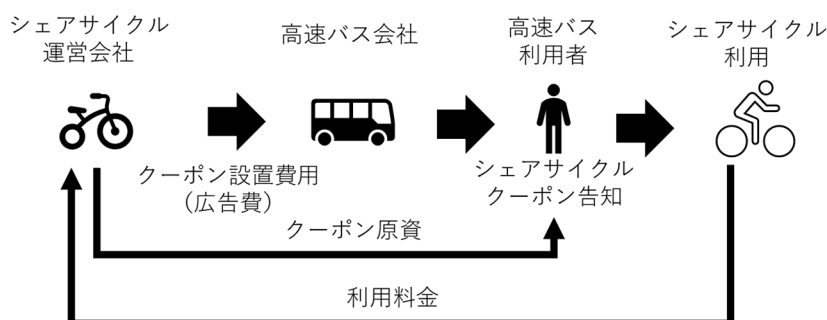 シェアサイクル
運営会社
高速バス会社
高速バス
利用者
シェアサイクル
利用
クーポン設置費用
（広告費）
シェアサイクル
クーポン告知
クーポン原資
利用料金